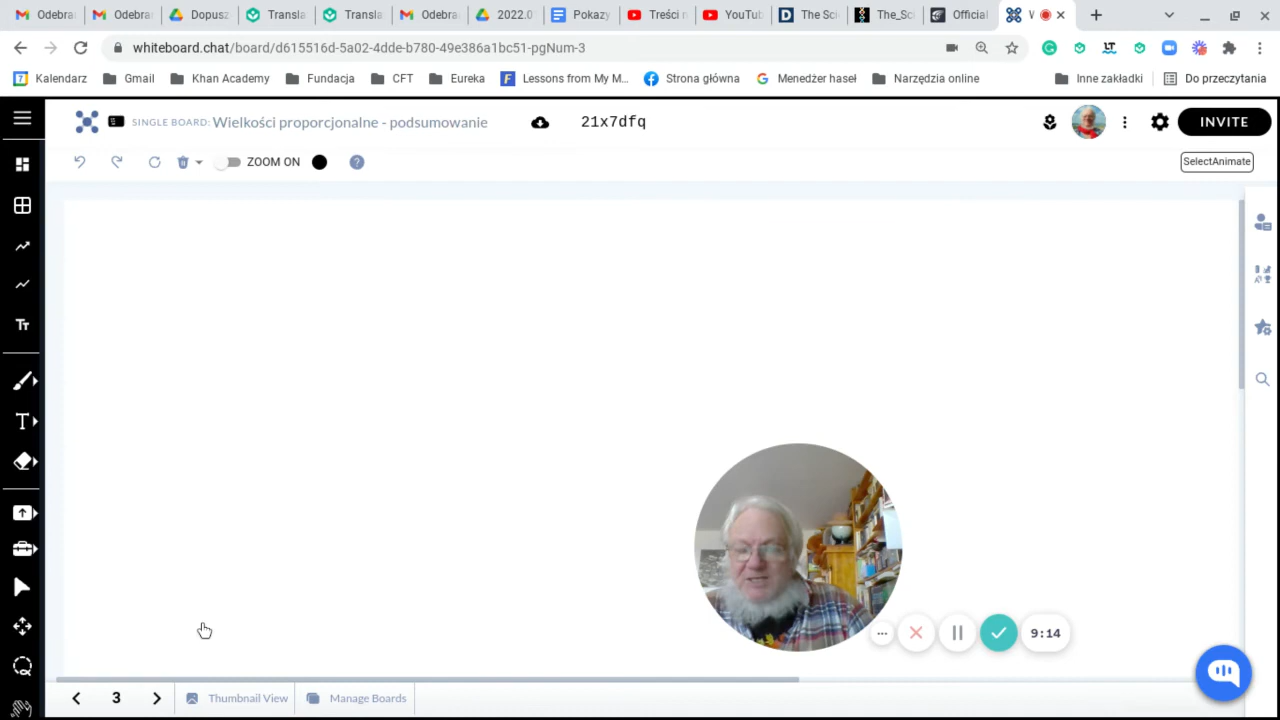 Odebra
Odebra
Dopusz
Transla
Transla
Odebra
2022.0
Pokazy
Treści n
YouTub
The Sci
The_Sci
Official
W
whiteboard.chat/board/d615516d-5a02-4dde-b780-49e386a1bc51-pgNum-3
Kalendarz
Gmail
Khan Academy
Fundacja
CFT
Eureka
Lessons from My M...
Strona główna
Menedżer haseł
Narzędzia online
Inne zakładki
Do przeczytania
SINGLE BOARD: Wielkości proporcjonalne - podsumowanie
21x7dfq
INVITE
ZOOM ON
SelectAnimate
9:14
3
Thumbnail View
Manage Boards